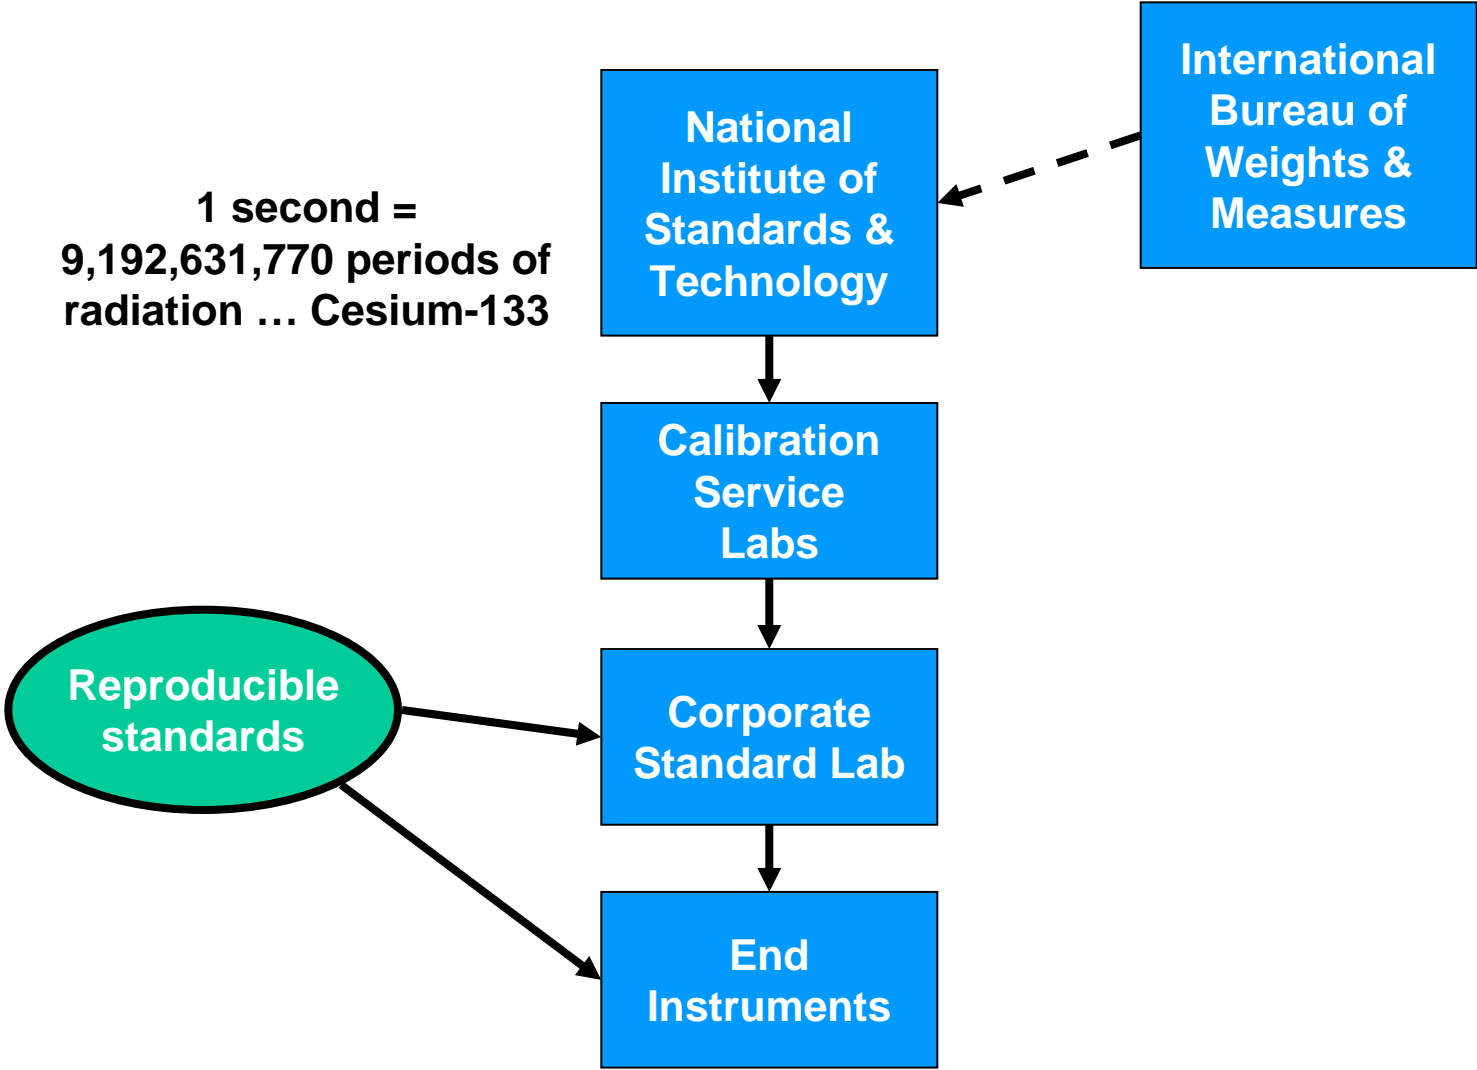 International
Bureau of
Weights &
Measures
National
Institute of
Standards &
Technology
1 second =
9,192,631,770 periods of
radiation … Cesium-133
Calibration
Service
Labs
Reproducible
standards
Corporate
Standard Lab
End
Instruments